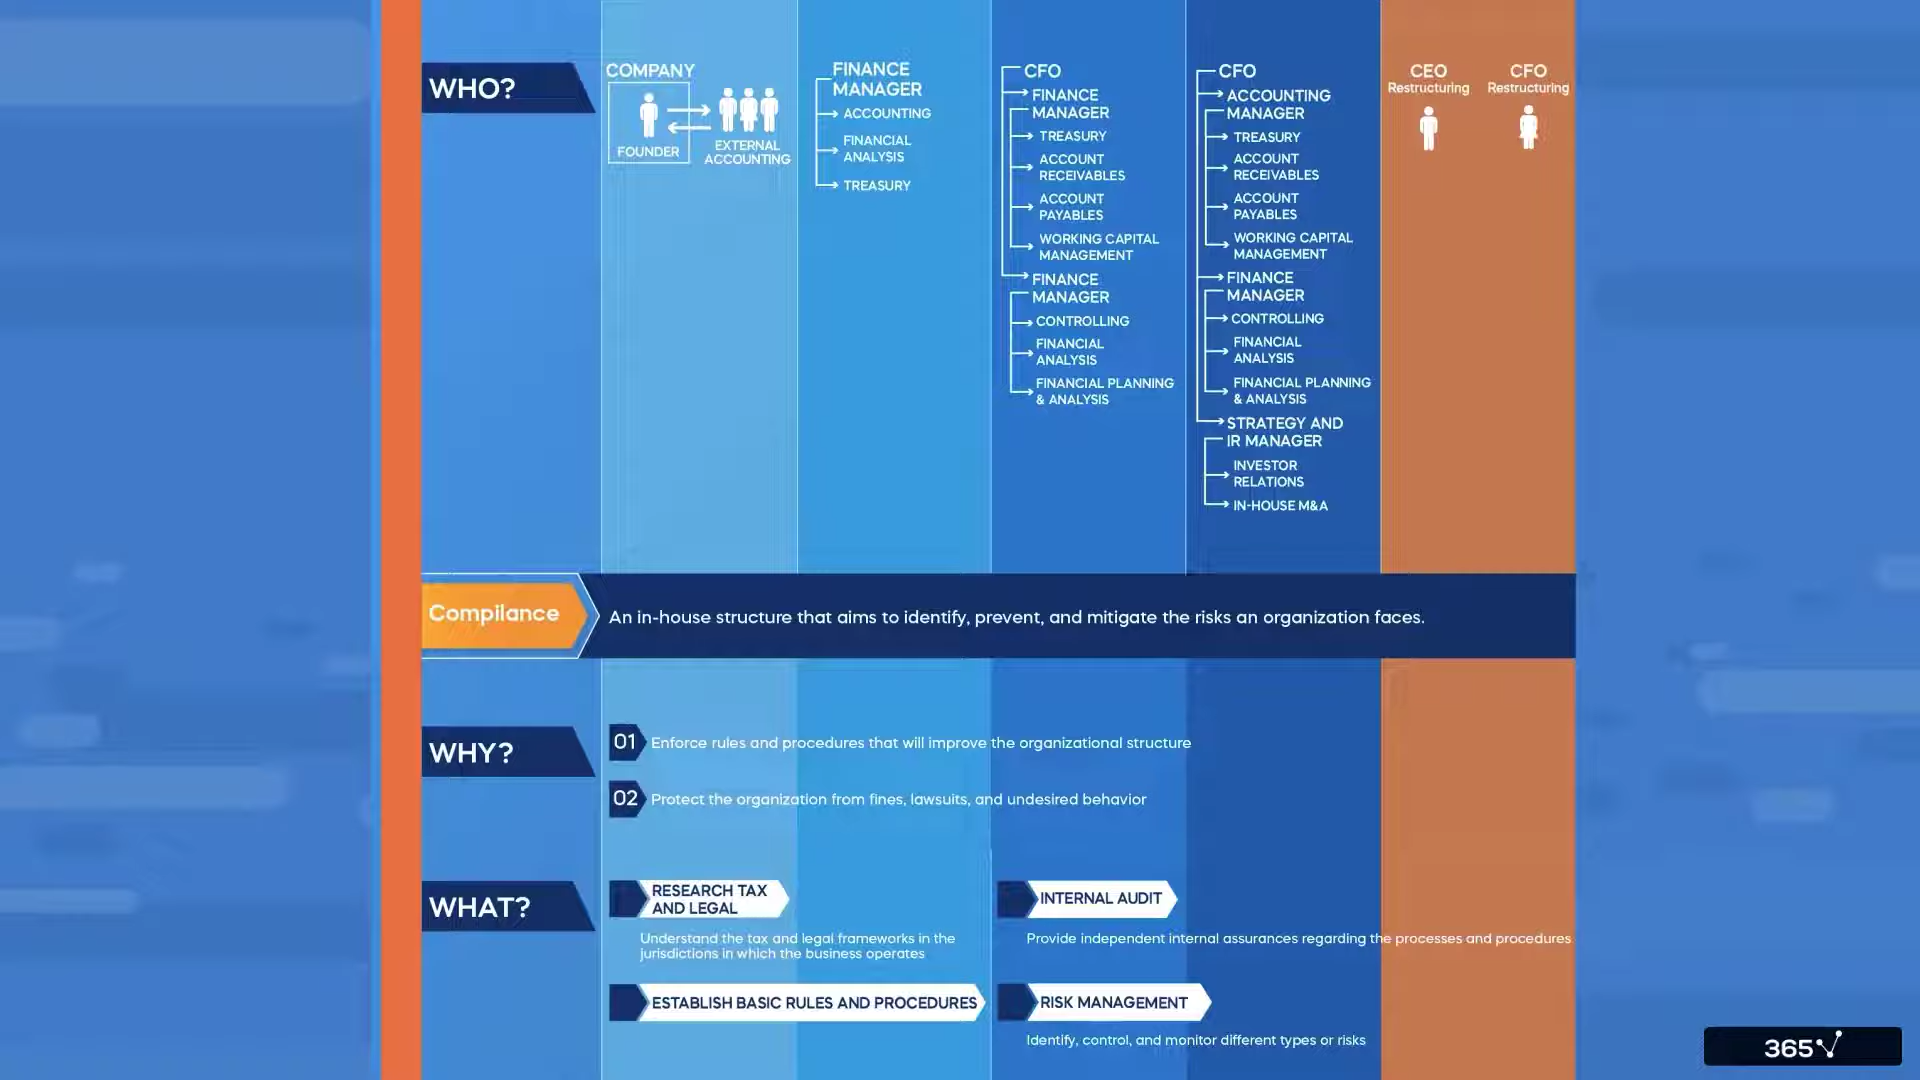 WHO?
COMPANY
FOUNDER
EXTERNAL
ACCOUNTING
FINANCE
MANAGER
ACCOUNTING
FINANCIAL
ANALYSIS
TREASURY
CFO
FINANCE
MANAGER
TREASURY
ACCOUNT
RECEIVABLES
ACCOUNT
PAYABLES
WORKING CAPITAL
MANAGEMENT
FINANCE
MANAGER
CONTROLLING
FINANCIAL
ANALYSIS
FINANCIAL PLANNING
& ANALYSIS
CFO
ACCOUNTING
MANAGER
TREASURY
ACCOUNT
RECEIVABLES
ACCOUNT
PAYABLES
WORKING CAPITAL
MANAGEMENT
FINANCE
MANAGER
CONTROLLING
FINANCIAL
ANALYSIS
FINANCIAL PLANNING
& ANALYSIS
STRATEGY AND
IR MANAGER
INVESTOR
RELATIONS
IN-HOUSE M&A
CEO
Restructuring
CFO
Restructuring
Compilance
An in-house structure that aims to identify, prevent, and mitigate the risks an organization faces.
WHY?
01 Enforce rules and procedures that will improve the organizational structure
02 Protect the organization from fines, lawsuits, and undesired behavior
WHAT?
RESEARCH TAX
AND LEGAL
Understand the tax and legal frameworks in the
jurisdictions in which the business operates
ESTABLISH BASIC RULES AND PROCEDURES
INTERNAL AUDIT
Provide independent internal assurances regarding the processes and procedures
RISK MANAGEMENT
Identify, control, and monitor different types or risks
365